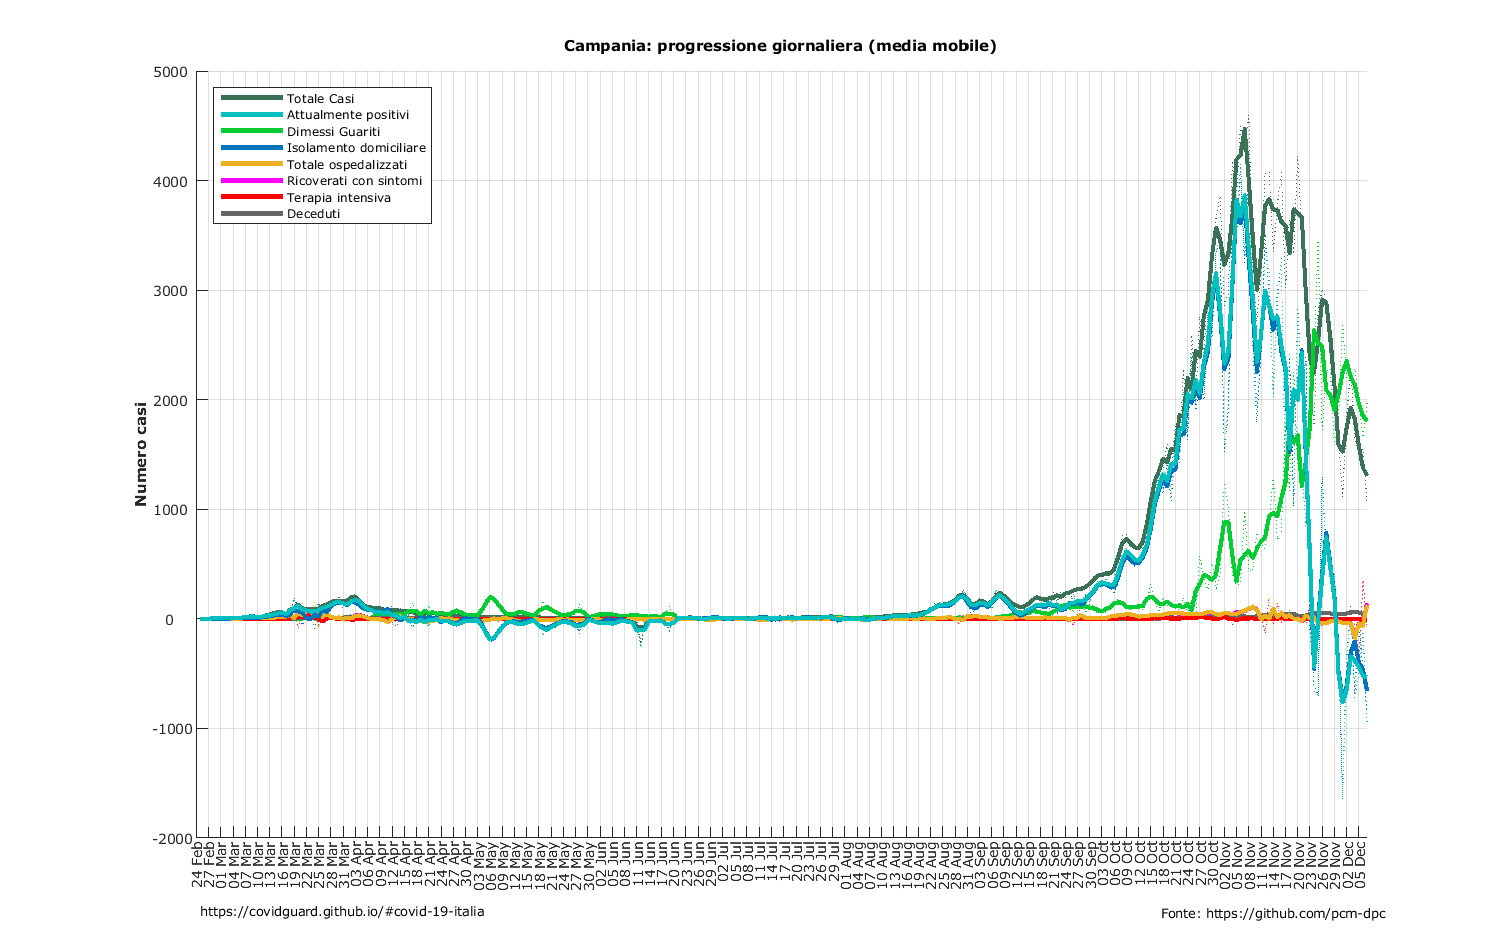 Campania: progressione giornaliera (media mobile)
5000
4000
3000
2000
1000
0
-1000
-2000
Numero casi
Totale Casi
Attualmente positivi
Dimessi Guariti
Isolamento domiciliare
Totale ospedalizzati
Ricoverati con sintomi
Terapia intensiva
Deceduti
24 Feb
27 Feb
01 Mar
04 Mar
07 Mar
10 Mar
13 Mar
16 Mar
19 Mar
22 Mar
25 Mar
28 Mar
31 Mar
03 Apr
06 Apr
09 Apr
12 Apr
15 Apr
18 Apr
21 Apr
24 Apr
27 Apr
30 Apr
03 May
06 May
09 May
12 May
15 May
18 May
21 May
24 May
27 May
30 May
02 Jun
05 Jun
08 Jun
11 Jun
14 Jun
17 Jun
20 Jun
23 Jun
26 Jun
29 Jun
02 Jul
05 Jul
08 Jul
11 Jul
14 Jul
17 Jul
20 Jul
23 Jul
26 Jul
29 Jul
01 Aug
04 Aug
07 Aug
10 Aug
13 Aug
16 Aug
19 Aug
22 Aug
25 Aug
28 Aug
31 Aug
03 Sep
06 Sep
09 Sep
12 Sep
15 Sep
18 Sep
21 Sep
24 Sep
27 Sep
30 Sep
03 Oct
06 Oct
09 Oct
12 Oct
15 Oct
18 Oct
21 Oct
24 Oct
27 Oct
30 Oct
02 Nov
05 Nov
08 Nov
11 Nov
14 Nov
17 Nov
20 Nov
23 Nov
26 Nov
29 Nov
02 Dec
05 Dec
https://covidguard.github.io/#covid-19-italia
Fonte: https://github.com/pcm-dpc